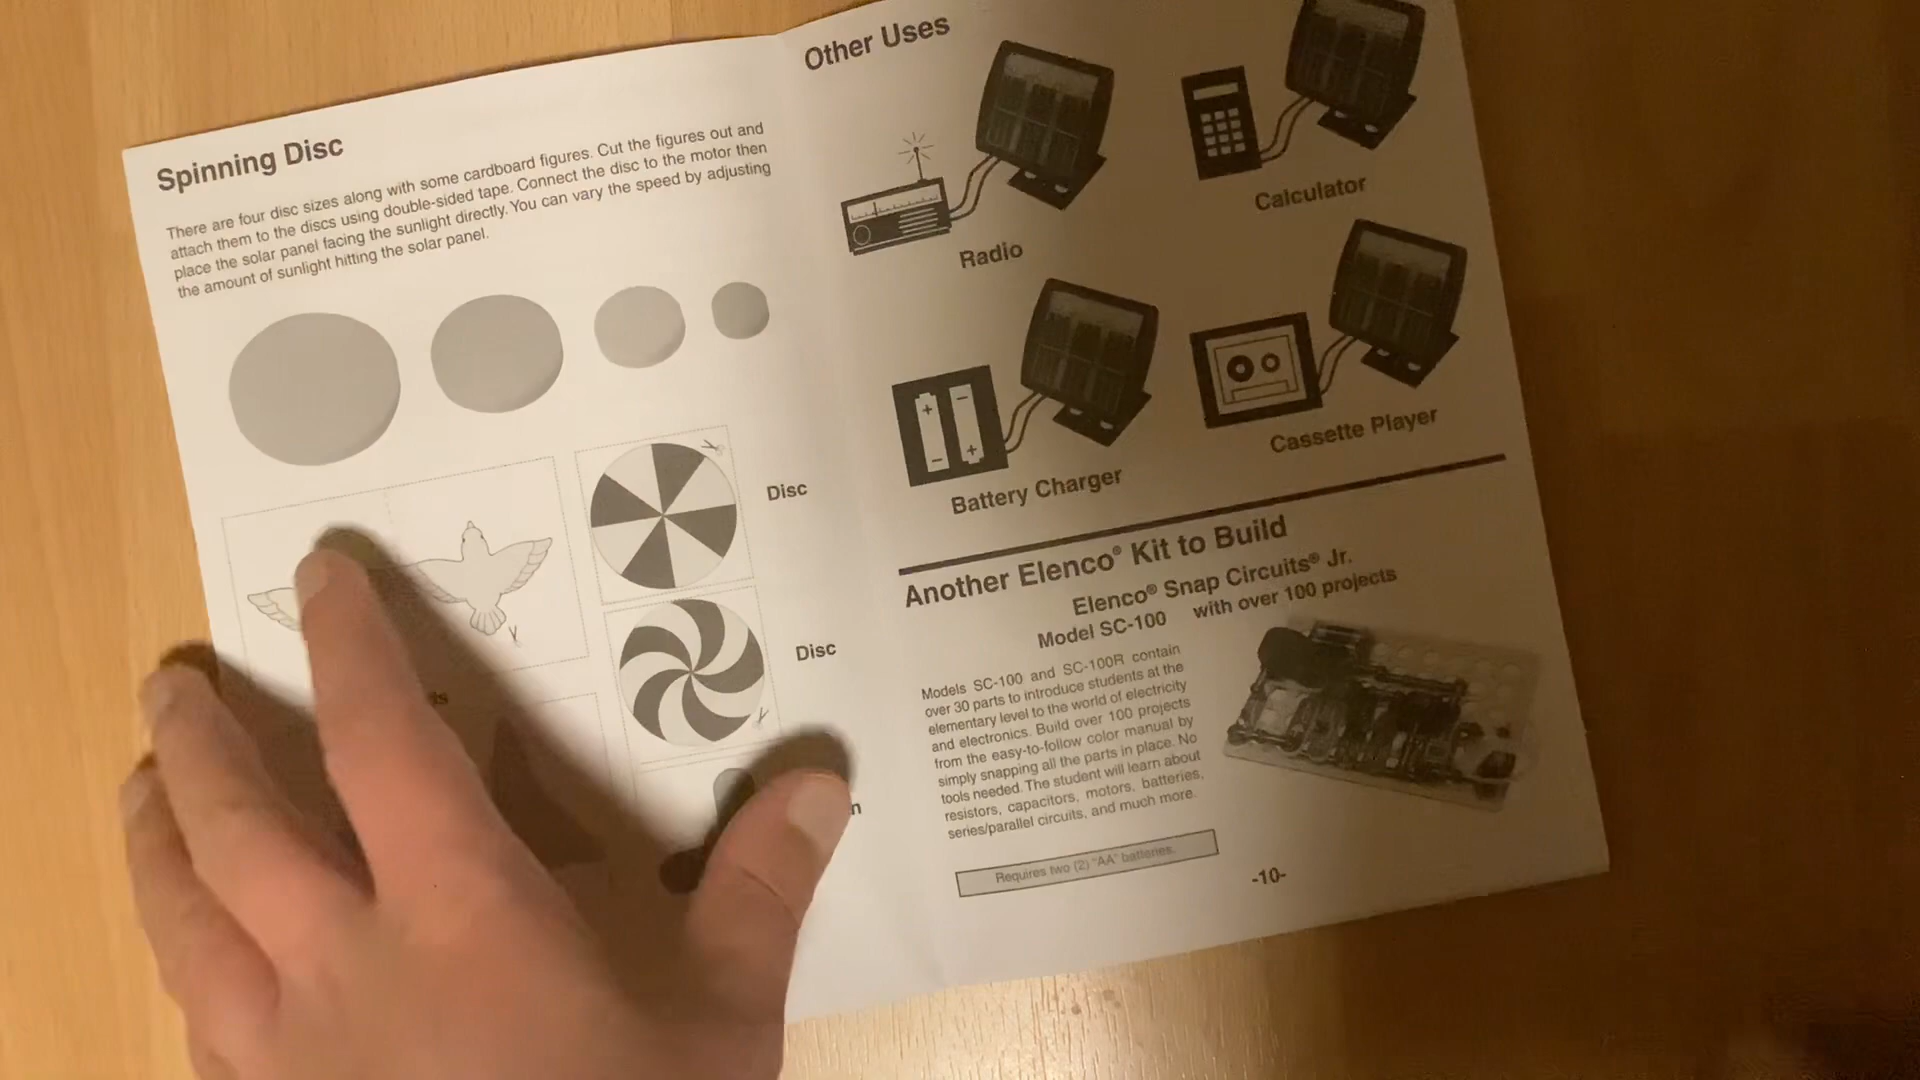 Spinning Disc
There are four disc sizes along with some cardboard figures. Cut the figures out and
attach them to the discs using double-sided tape. Connect the disc to the motor then
place the solar panel facing the sunlight directly. You can vary the speed by adjusting
the amount of sunlight hitting the solar panel.
Disc
Disc
Other Uses
Radio
Calculator
Battery Charger
Cassette Player
Another Elenco® Kit to Build
Elenco® Snap Circuits® Jr.
Model SC-100 with over 100 projects
Models SC-100 and SC-100R contain
over 30 parts to introduce students at the
elementary level to the world of electricity
and electronics. Build over 100 projects
from the easy-to-follow color manual by
simply snapping all the parts in place. No
tools needed. The student will learn about
resistors, capacitors, motors, batteries,
series/parallel circuits, and much more.
Requires two (2) "AA" batteries.
-10-